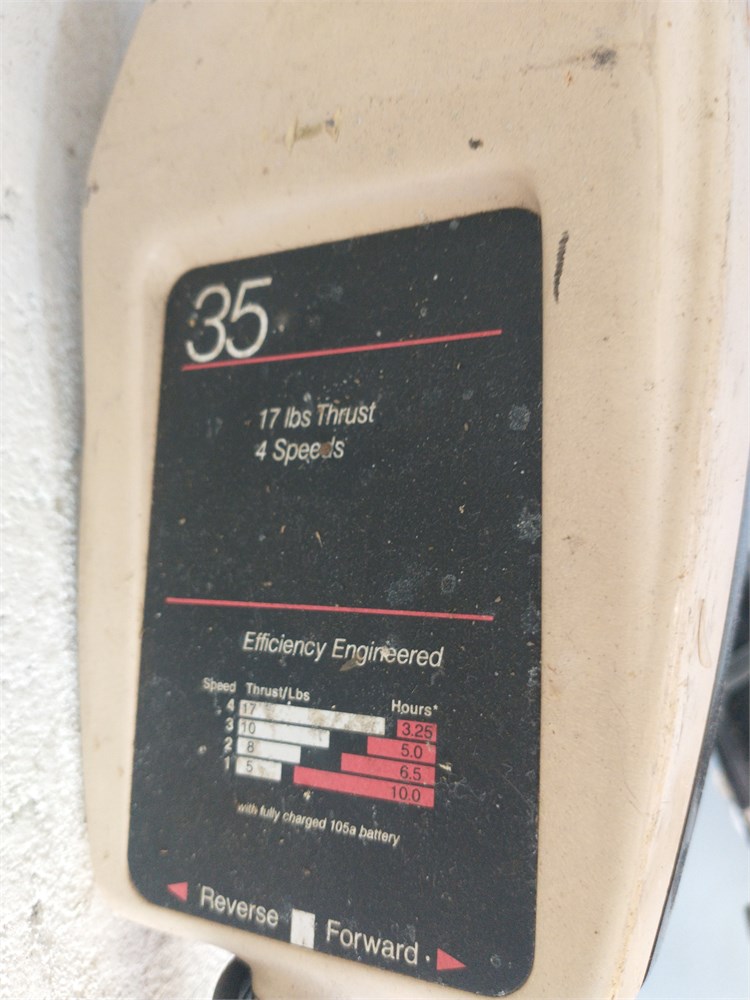 35
17 lbs Thrust
4 Speeds
Efficiency Engineered
Speed Thrust/Lbs Hours*
4 17 3.25
3 10 5.0
2 8 6.5
1 5 10.0
with fully charged 105a battery
Reverse Forward